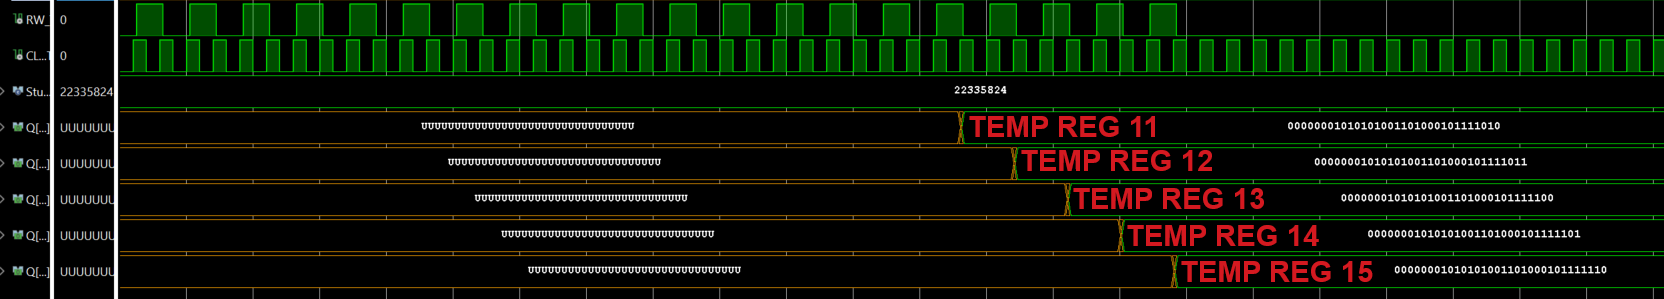 RW_ 0
CL...T 0
Stu... 22335824 22335824
Q[...] UUUUUUU UUUUUUUUUUUUUUUUUUUUUUUUUUUUUUUU TEMP REG 11 00000001010101001101000101111010
Q[...] UUUUUUU UUUUUUUUUUUUUUUUUUUUUUUUUUUUUUUU TEMP REG 12 00000001010101001101000101111011
Q[...] UUUUUUU UUUUUUUUUUUUUUUUUUUUUUUUUUUUUUUU TEMP REG 13 00000001010101001101000101111100
Q[...] UUUUUUU UUUUUUUUUUUUUUUUUUUUUUUUUUUUUUUU TEMP REG 14 00000001010101001101000101111101
Q[...] UUUUUUU UUUUUUUUUUUUUUUUUUUUUUUUUUUUUUUU TEMP REG 15 00000001010101001101000101111110